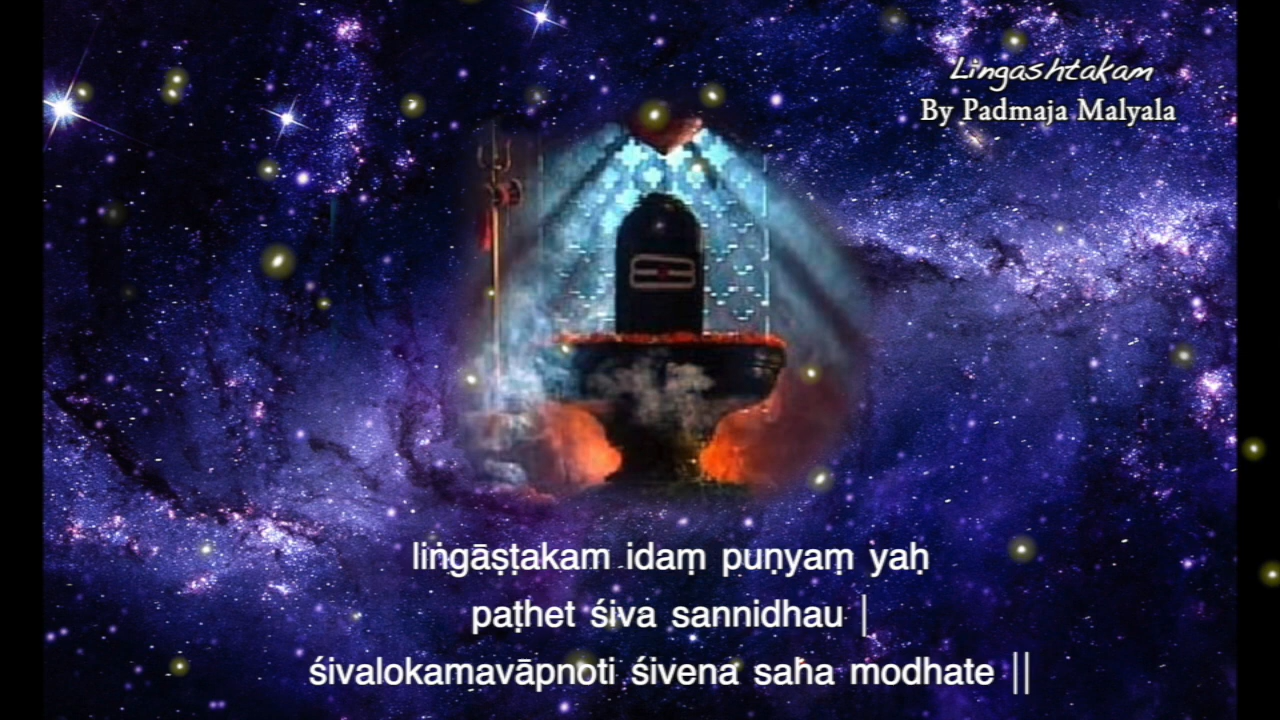 Lingashtakam
By Padmaja Malyala
liṅgāṣṭakam idaṃ puṇyaṃ yaḥ
paṭhet śiva sannidhau |
śivalokamavāpnoti śivena saha modhate ||